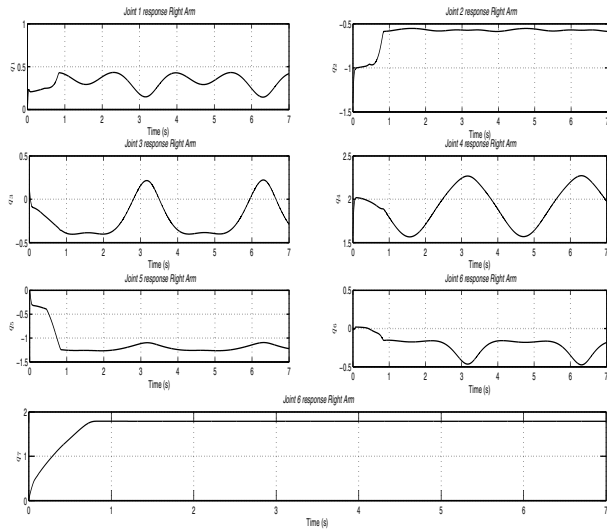 Joint 1 response Right Arm
1
0.5
0
q₁
0 1 2 3 4 5 6 7
Time (s)
Joint 2 response Right Arm
−0.5
−1
−1.5
q₂
0 1 2 3 4 5 6 7
Time (s)
Joint 3 response Right Arm
0.5
0
−0.5
q₃
0 1 2 3 4 5 6 7
Time (s)
Joint 4 response Right Arm
2.5
2
1.5
q₄
0 1 2 3 4 5 6 7
Time (s)
Joint 5 response Right Arm
0
−0.5
−1
−1.5
q₅
0 1 2 3 4 5 6 7
Time (s)
Joint 6 response Right Arm
0.5
0
−0.5
q₆
0 1 2 3 4 5 6 7
Time (s)
Joint 6 response Right Arm
2
1
0
q₇
0 1 2 3 4 5 6 7
Time (s)